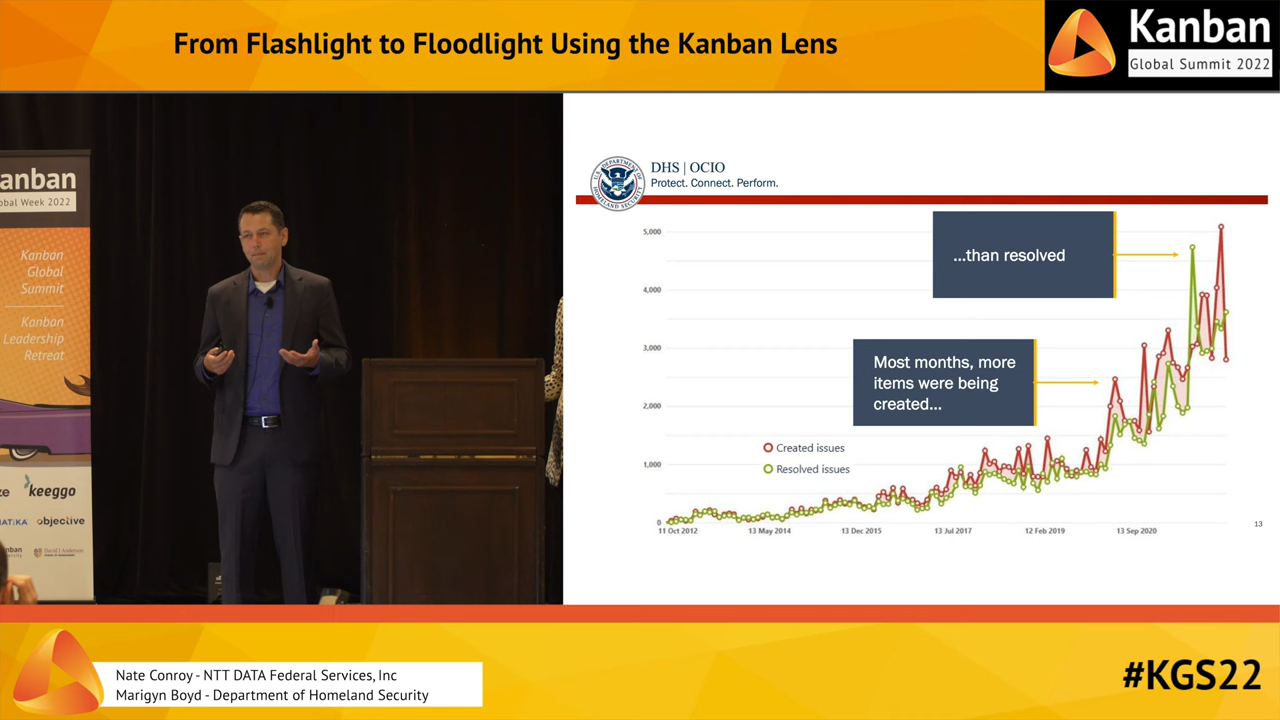 From Flashlight to Floodlight Using the Kanban Lens
Kanban
Global Summit 2022
anban
obal Week 2022
Kanban
Global
Summit
Kanban
Leadership
Retreat
ze
keeggo
objective
DHS | OCIO
Protect. Connect. Perform.
5,000
4,000
3,000
2,000
1,000
0
…than resolved
Most months, more
items were being
created…
Created issues
Resolved issues
11 Oct 2012
13 May 2014
13 Dec 2015
13 Jul 2017
12 Feb 2019
13 Sep 2020
13
Nate Conroy - NTT DATA Federal Services, Inc
Marigyn Boyd - Department of Homeland Security
#KGS22